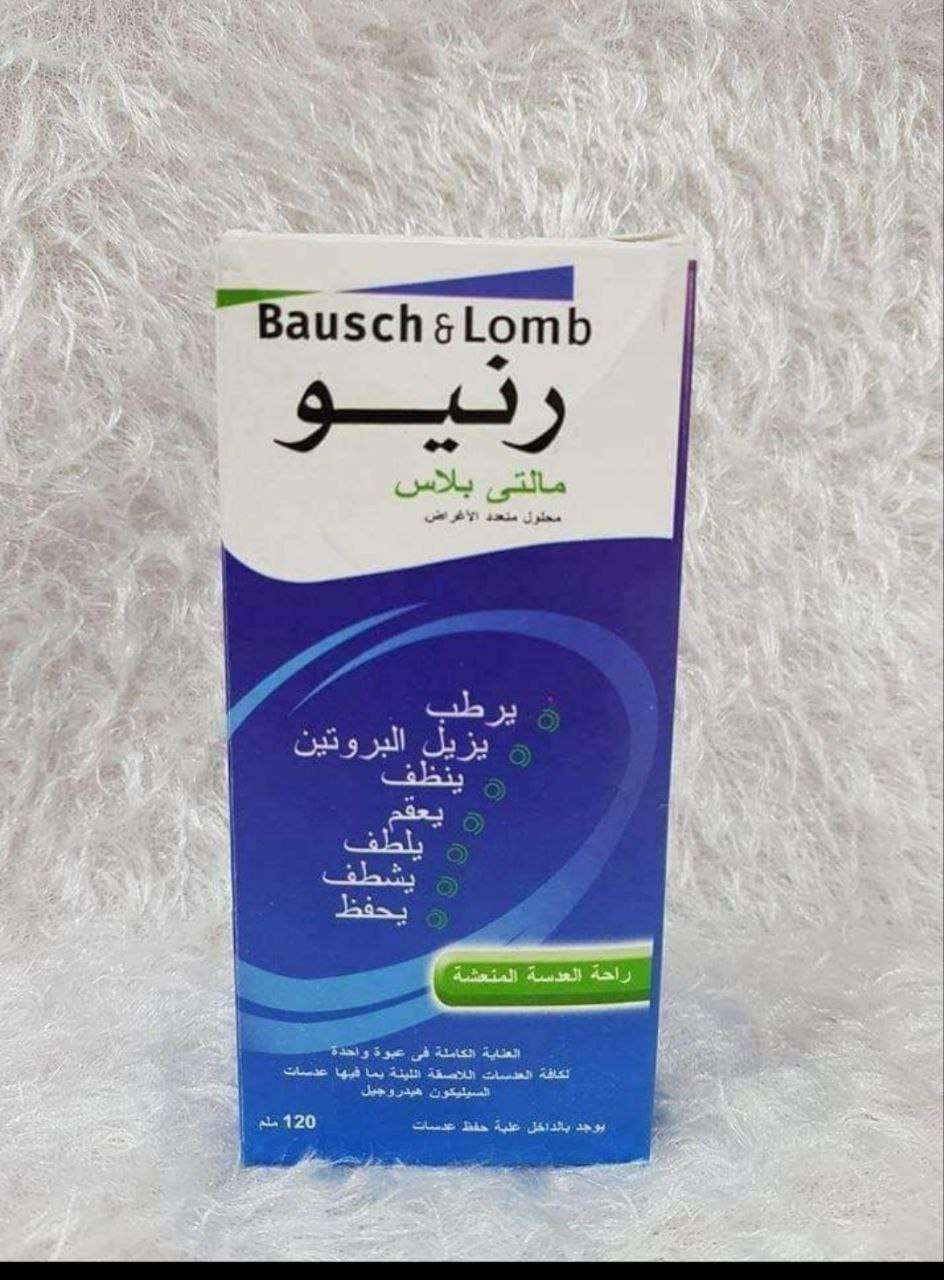 Bausch & Lomb
رنيو
مالتى بلاس
محلول متعدد الأغراض
يرطب
يزيل البروتين
ينظف
يعقم
يلطف
يشطف
يحفظ
راحة العدسة المنعشة
العناية الكاملة فى عبوة واحدة
لكافة العدسات اللاصقة اللينة بما فيها عدسات
السيليكون هيدروجيل
يوجد بالداخل علبة حفظ عدسات
120 ملم